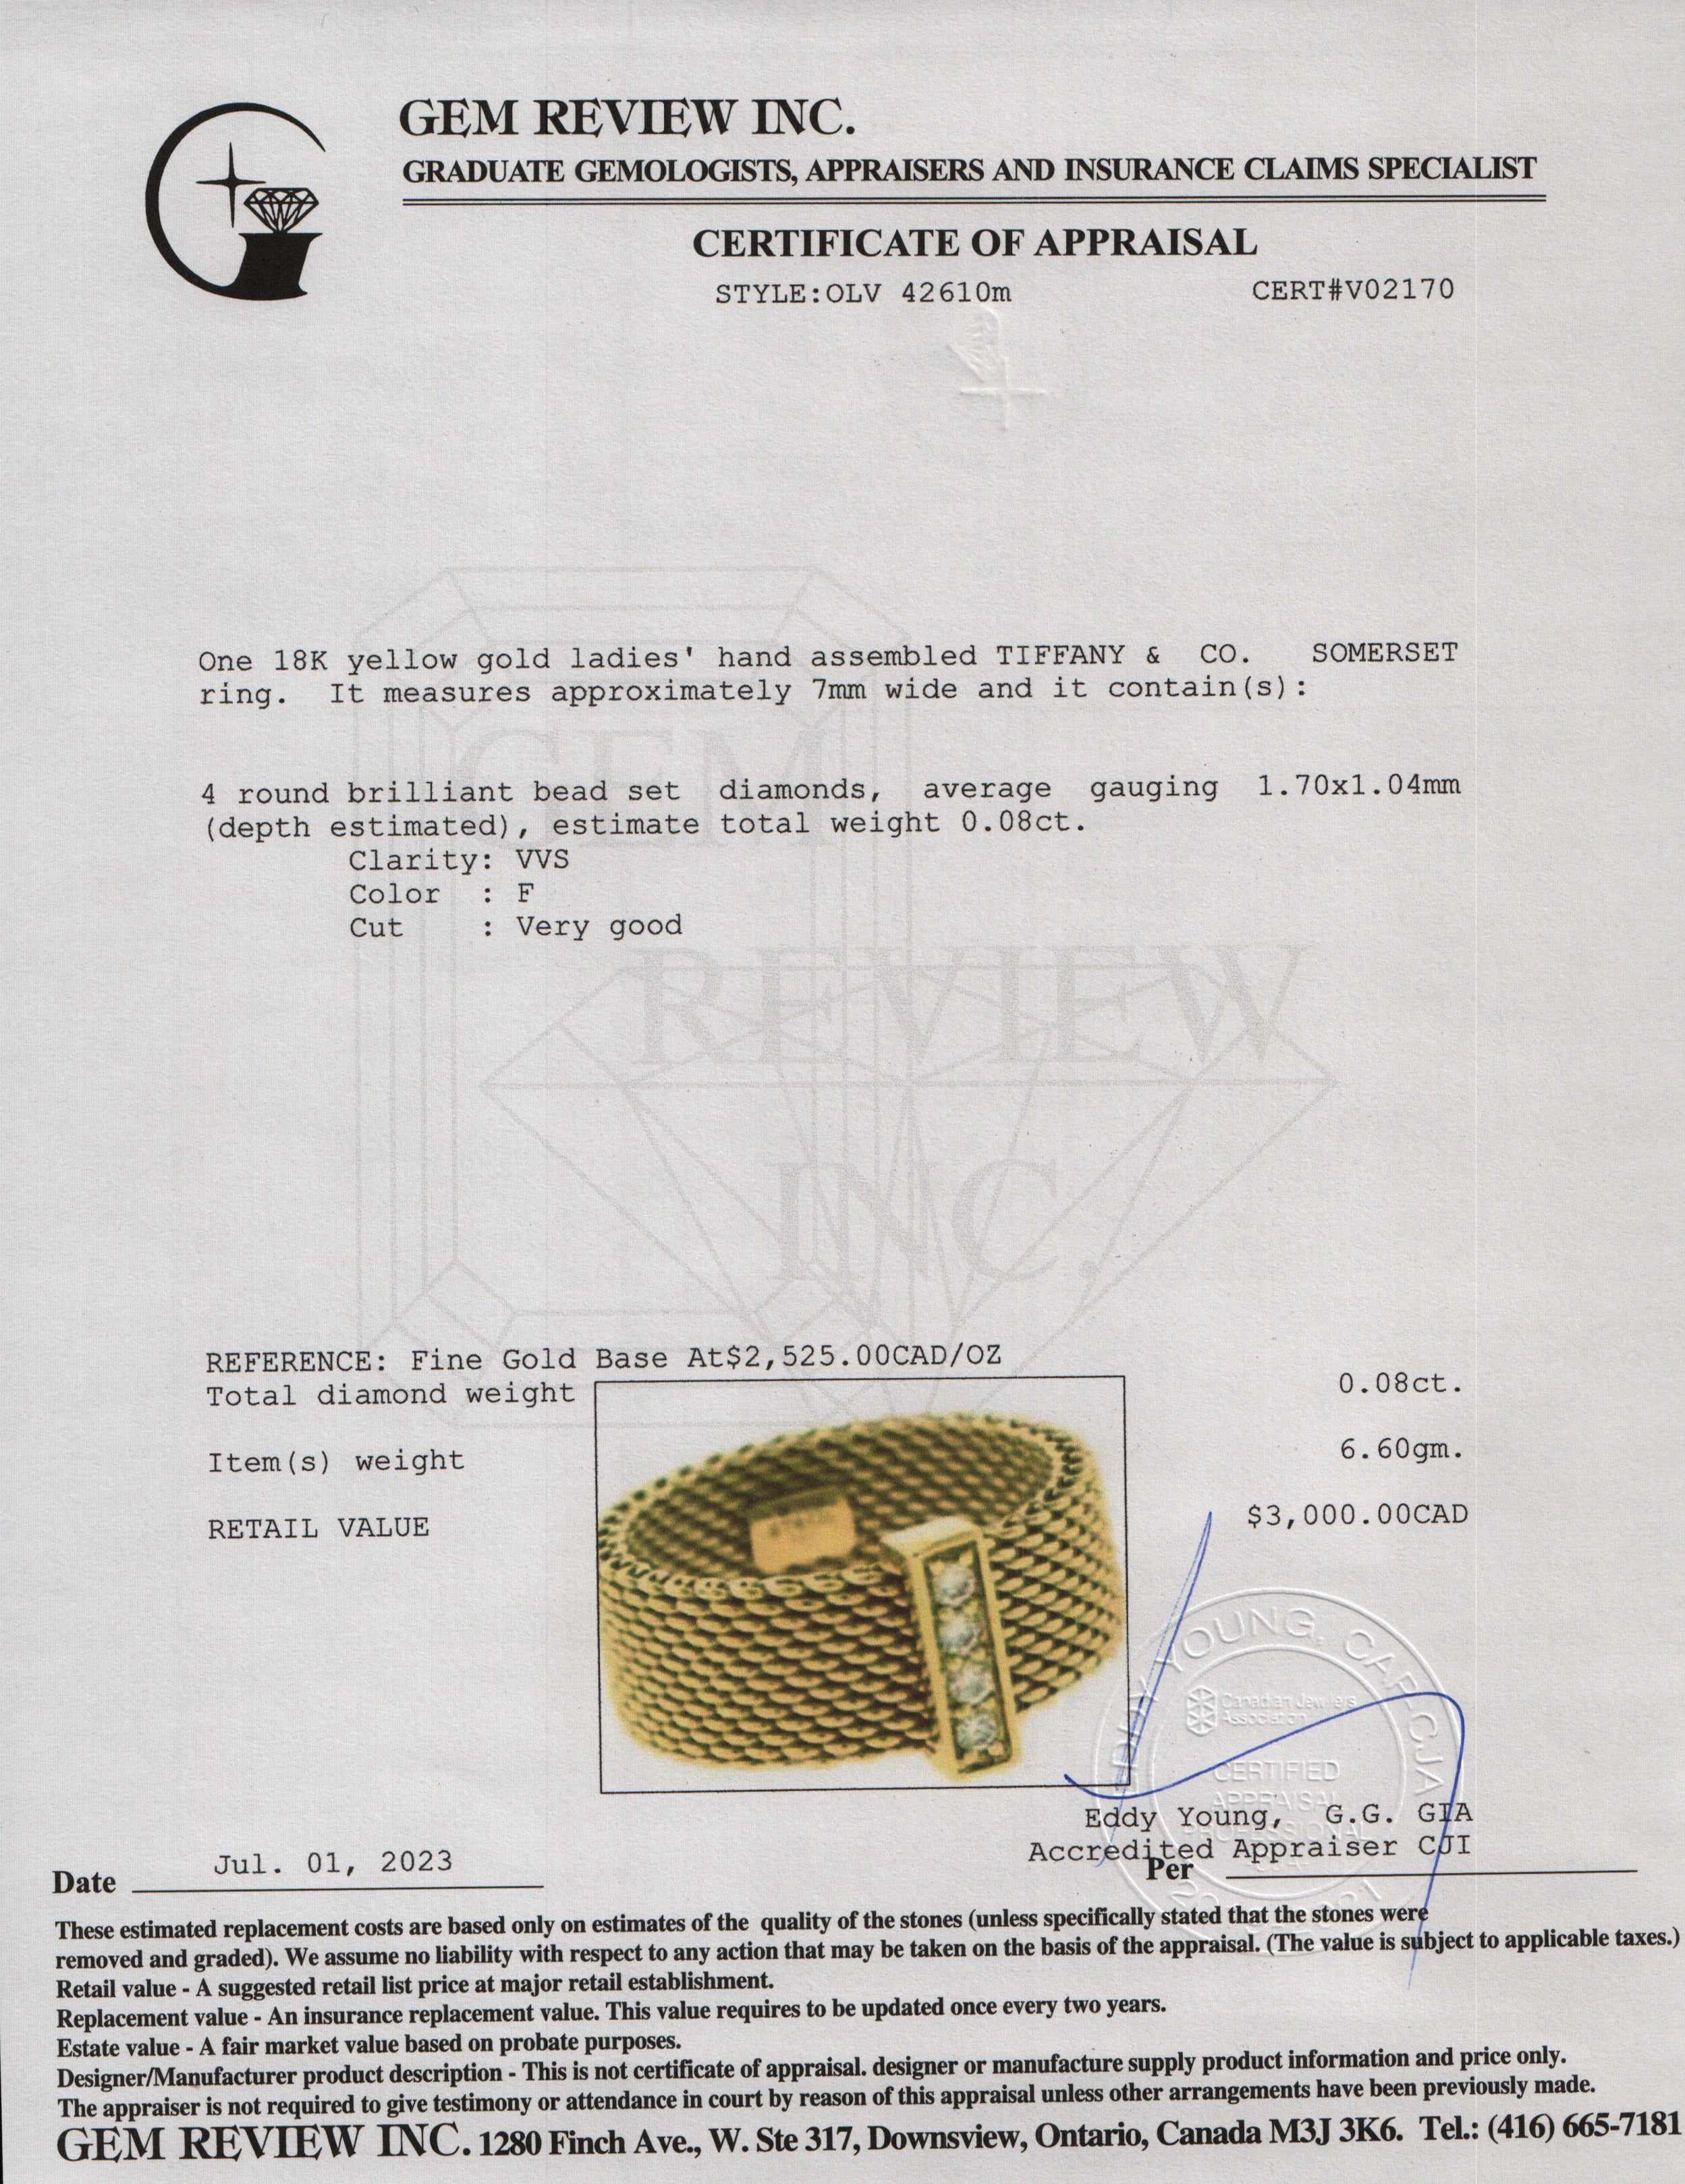 GEM REVIEW INC.
GRADUATE GEMOLOGISTS, APPRAISERS AND INSURANCE CLAIMS SPECIALIST
CERTIFICATE OF APPRAISAL
STYLE:OLV 42610m CERT#V02170
One 18K yellow gold ladies' hand assembled TIFFANY & CO. SOMERSET
ring. It measures approximately 7mm wide and it contain(s):
GEM
4 round brilliant bead set diamonds, average gauging 1.70x1.04mm
(depth estimated), estimate total weight 0.08ct.
Clarity: VVS
Color : F
Cut : Very good
REVIEW
INC.
REFERENCE: Fine Gold Base At$2,525.00CAD/OZ
Total diamond weight 0.08ct.
Item(s) weight 6.60gm.
RETAIL VALUE $3,000.00CAD
EDDY YOUNG, CAP-CJA
Canadian Jewellers
Association
CERTIFIED
APPRAISAL
Eddy Young, G.G. GIA
Accredited Appraiser CJI
Date Jul. 01, 2023 Per
These estimated replacement costs are based only on estimates of the quality of the stones (unless specifically stated that the stones were
removed and graded). We assume no liability with respect to any action that may be taken on the basis of the appraisal. (The value is subject to applicable taxes.)
Retail value - A suggested retail list price at major retail establishment.
Replacement value - An insurance replacement value. This value requires to be updated once every two years.
Estate value - A fair market value based on probate purposes.
Designer/Manufacturer product description - This is not certificate of appraisal. designer or manufacture supply product information and price only.
The appraiser is not required to give testimony or attendance in court by reason of this appraisal unless other arrangements have been previously made.
GEM REVIEW INC. 1280 Finch Ave., W. Ste 317, Downsview, Ontario, Canada M3J 3K6. Tel.: (416) 665-7181